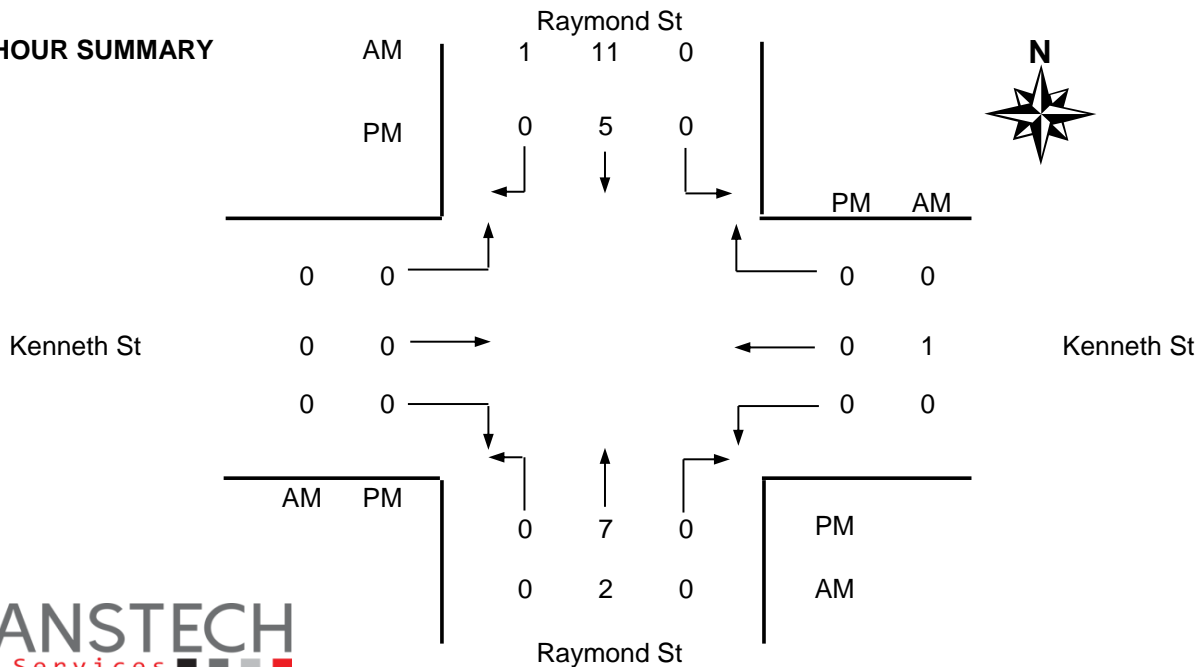 Raymond St
HOUR SUMMARY AM 1 11 0 N
PM 0 5 0
PM AM
0 0 0 0
Kenneth St 0 0 0 1 Kenneth St
0 0 0 0
AM PM
0 7 0 PM
0 2 0 AM
ANSTECH
Services
Raymond St